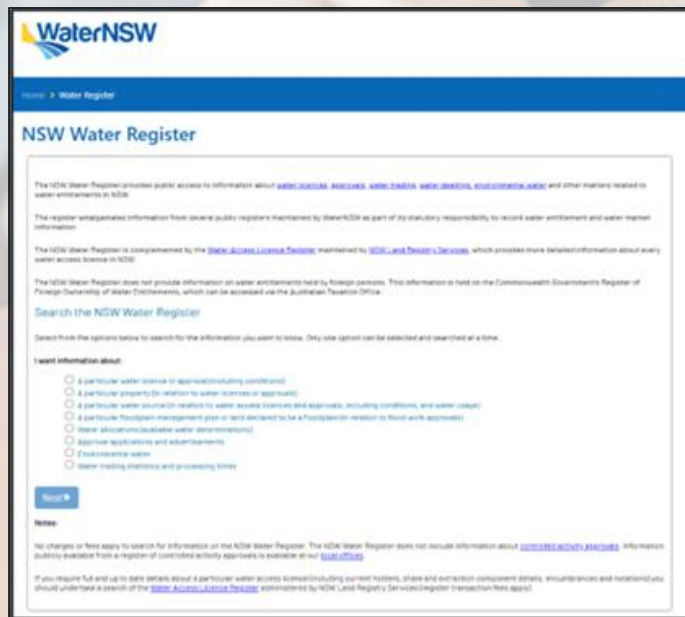 WaterNSW
Home > Water Register
NSW Water Register
The NSW Water Register provides public access to information about water licences, approvals, water trading, water dealings, environmental water and other matters related to
water entitlements in NSW.
The register amalgamates information from several public registers maintained by WaterNSW as part of its statutory responsibility to record water entitlement and water market
information.
The NSW Water Register is complemented by the Water Access Licence Register maintained by NSW Land Registry Services, which provides more detailed information about every
water access licence in NSW.
The NSW Water Register does not provide information on water entitlements held by foreign persons. This information is held on the Commonwealth Government's Register of
Foreign Ownership of Water Entitlements, which can be accessed via the Australian Taxation Office.
Search the NSW Water Register
Select from the options below to search for the information you want to know. Only one option can be selected and searched at a time.
I want information about:
A particular water licence or approval (including conditions)
A particular property (in relation to water licences or approvals)
A particular water source (in relation to water access licences and approvals, including conditions, and water usage)
A particular floodplain management plan or land declared to be a floodplain (in relation to flood work approvals)
Water allocations (available water determinations)
Approval applications and advertisements
Environmental water
Water trading statistics and processing times
Next
Notes:
No charges or fees apply to search for information on the NSW Water Register. The NSW Water Register does not include information about controlled activity approvals. Information
publicly available from a register of controlled activity approvals is available at our local offices.
If you require full and up to date details about a particular water access licence (including current holders, share and extraction component details, encumbrances and notations) you
should undertake a search of the Water Access Licence Register administered by NSW Land Registry Services (register transaction fees apply).